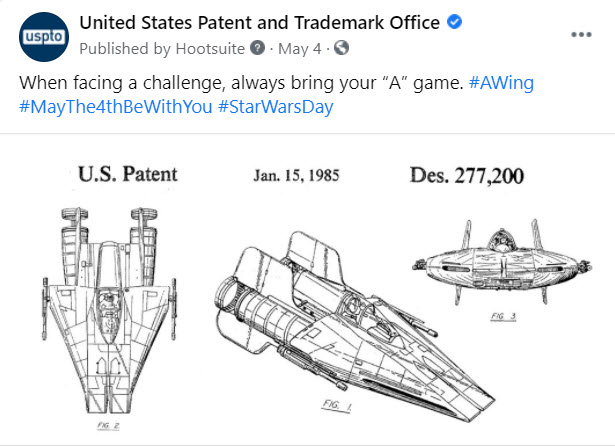 uspto
United States Patent and Trademark Office
Published by Hootsuite ? · May 4 ·
When facing a challenge, always bring your “A” game. #AWing
#MayThe4thBeWithYou #StarWarsDay
U.S. Patent Jan. 15, 1985 Des. 277,200
FIG. 3
FIG. 1
FIG. 2